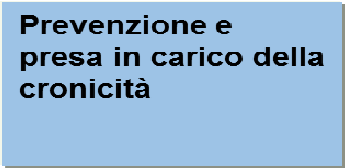 Prevenzione e
presa in carico della
cronicità